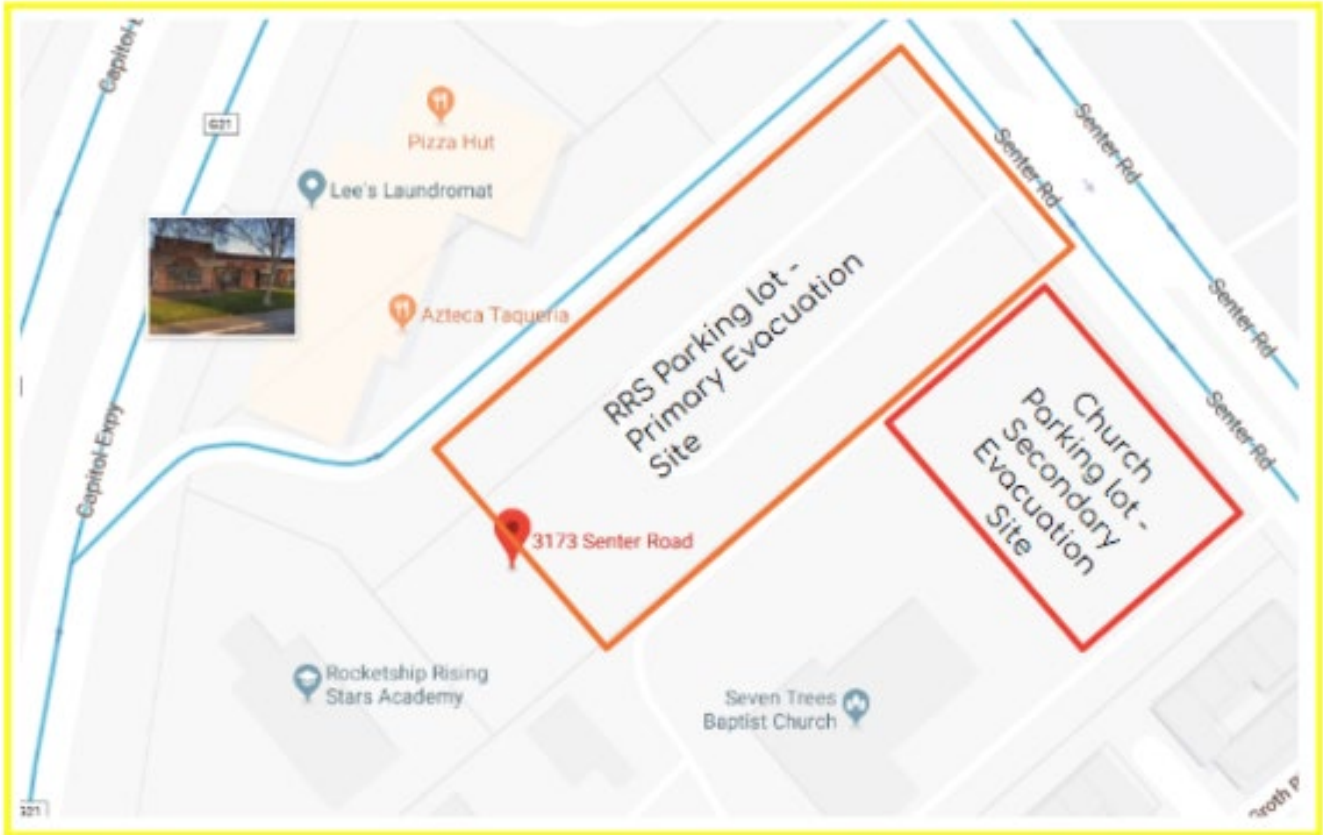 Capitol
G21
Pizza Hut
Lee's Laundromat
Azteca Taqueria
Senter Rd
Senter Rd
Senter Rd
Senter Rd
RRS Parking lot -
Primary Evacuation
Site
Church
Parking lot -
Secondary
Evacuation
Site
Capitol Expy
3173 Senter Road
Rocketship Rising
Stars Academy
Seven Trees
Baptist Church